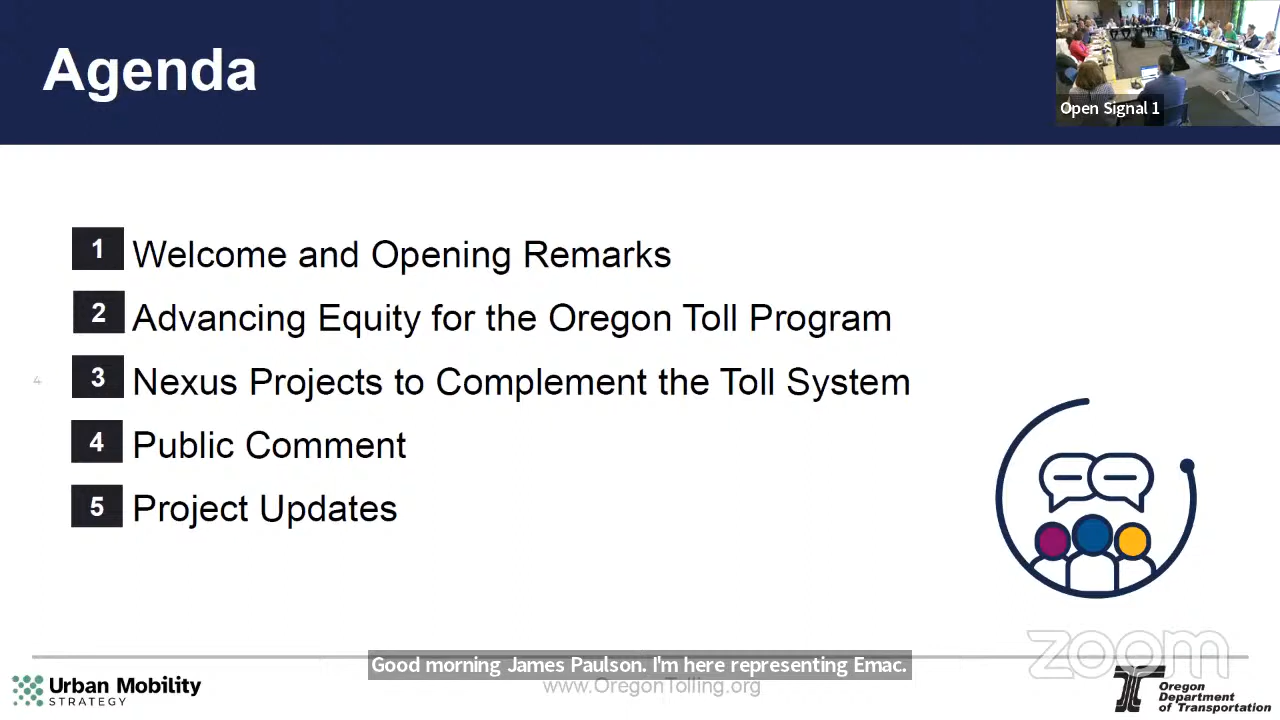 Agenda
Open Signal 1
1 Welcome and Opening Remarks
2 Advancing Equity for the Oregon Toll Program
3 Nexus Projects to Complement the Toll System
4
4 Public Comment
5 Project Updates
zoom
Good morning James Paulson. I'm here representing Emac.
www.OregonTolling.org
Urban Mobility
STRATEGY
Oregon
Department
of Transportation